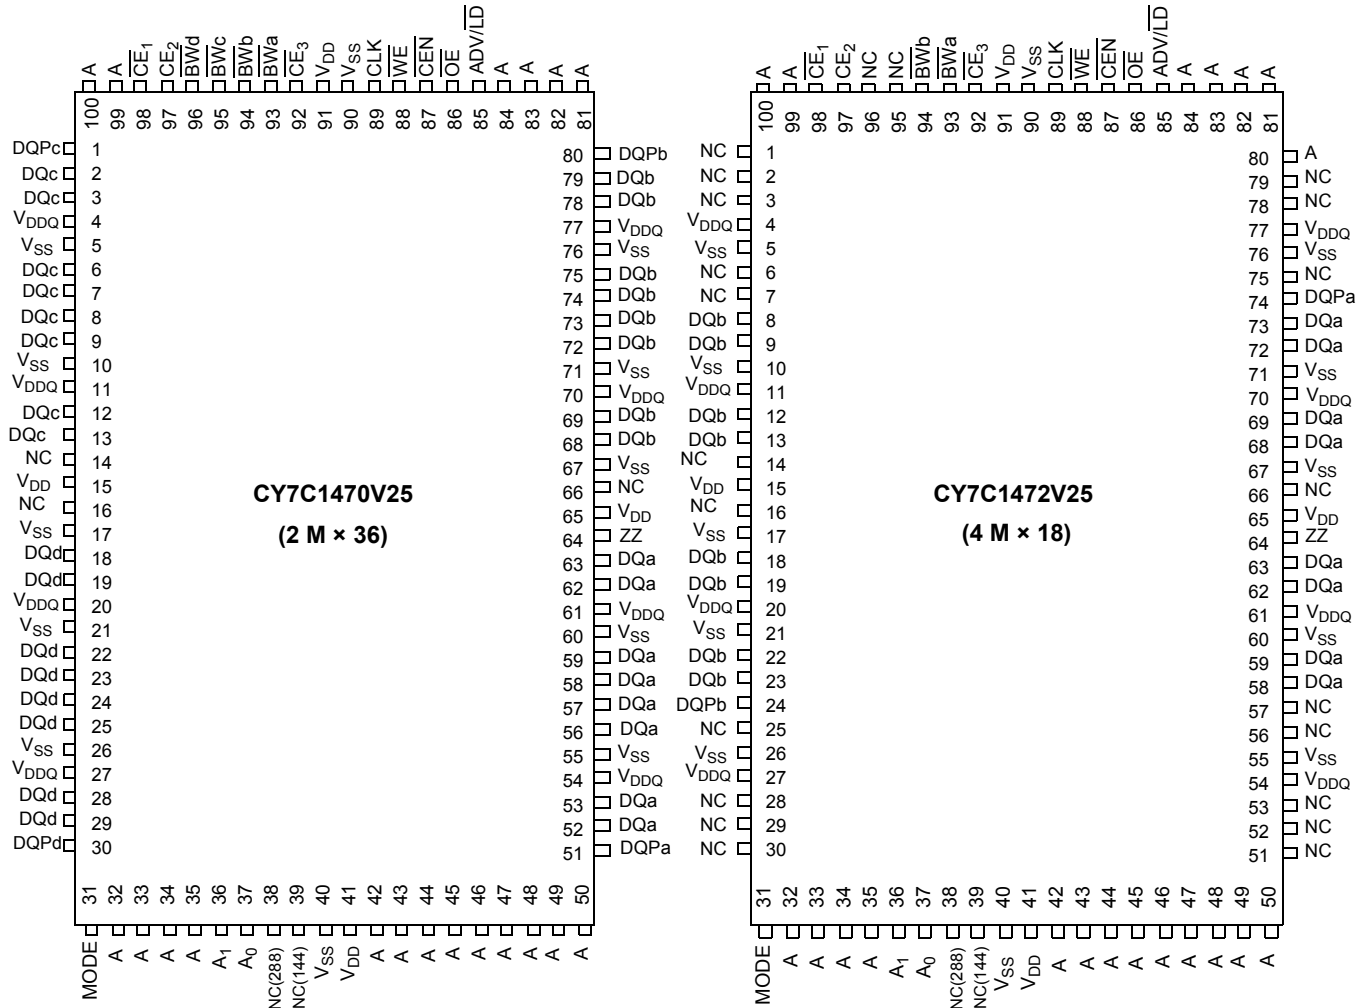 A A CE1 CE2 BWd BWc BWb BWa CE3 VDD VSS CLK WE CEN OE ADV/LD A A A A
100 99 98 97 96 95 94 93 92 91 90 89 88 87 86 85 84 83 82 81
DQPc 1
DQc 2
DQc 3
VDDQ 4
VSS 5
DQc 6
DQc 7
DQc 8
DQc 9
VSS 10
VDDQ 11
DQc 12
DQc 13
NC 14
VDD 15
NC 16
VSS 17
DQd 18
DQd 19
VDDQ 20
VSS 21
DQd 22
DQd 23
DQd 24
DQd 25
VSS 26
VDDQ 27
DQd 28
DQd 29
DQPd 30
CY7C1470V25
(2 M × 36)
80 DQPb
79 DQb
78 DQb
77 VDDQ
76 VSS
75 DQb
74 DQb
73 DQb
72 DQb
71 VSS
70 VDDQ
69 DQb
68 DQb
67 VSS
66 NC
65 VDD
64 ZZ
63 DQa
62 DQa
61 VDDQ
60 VSS
59 DQa
58 DQa
57 DQa
56 DQa
55 VSS
54 VDDQ
53 DQa
52 DQa
51 DQPa
31 32 33 34 35 36 37 38 39 40 41 42 43 44 45 46 47 48 49 50
MODE A A A A A1 A0 NC(288) NC(144) VSS VDD A A A A A A A A A
A A CE1 CE2 NC NC BWb BWa CE3 VDD VSS CLK WE CEN OE ADV/LD A A A A
100 99 98 97 96 95 94 93 92 91 90 89 88 87 86 85 84 83 82 81
NC 1
NC 2
NC 3
VDDQ 4
VSS 5
NC 6
NC 7
DQb 8
DQb 9
VSS 10
VDDQ 11
DQb 12
DQb 13
NC 14
VDD 15
NC 16
VSS 17
DQb 18
DQb 19
VDDQ 20
VSS 21
DQb 22
DQb 23
DQPb 24
NC 25
VSS 26
VDDQ 27
NC 28
NC 29
NC 30
CY7C1472V25
(4 M × 18)
80 A
79 NC
78 NC
77 VDDQ
76 VSS
75 NC
74 DQPa
73 DQa
72 DQa
71 VSS
70 VDDQ
69 DQa
68 DQa
67 VSS
66 NC
65 VDD
64 ZZ
63 DQa
62 DQa
61 VDDQ
60 VSS
59 DQa
58 DQa
57 NC
56 NC
55 VSS
54 VDDQ
53 NC
52 NC
51 NC
31 32 33 34 35 36 37 38 39 40 41 42 43 44 45 46 47 48 49 50
MODE A A A A A1 A0 NC(288) NC(144) VSS VDD A A A A A A A A A